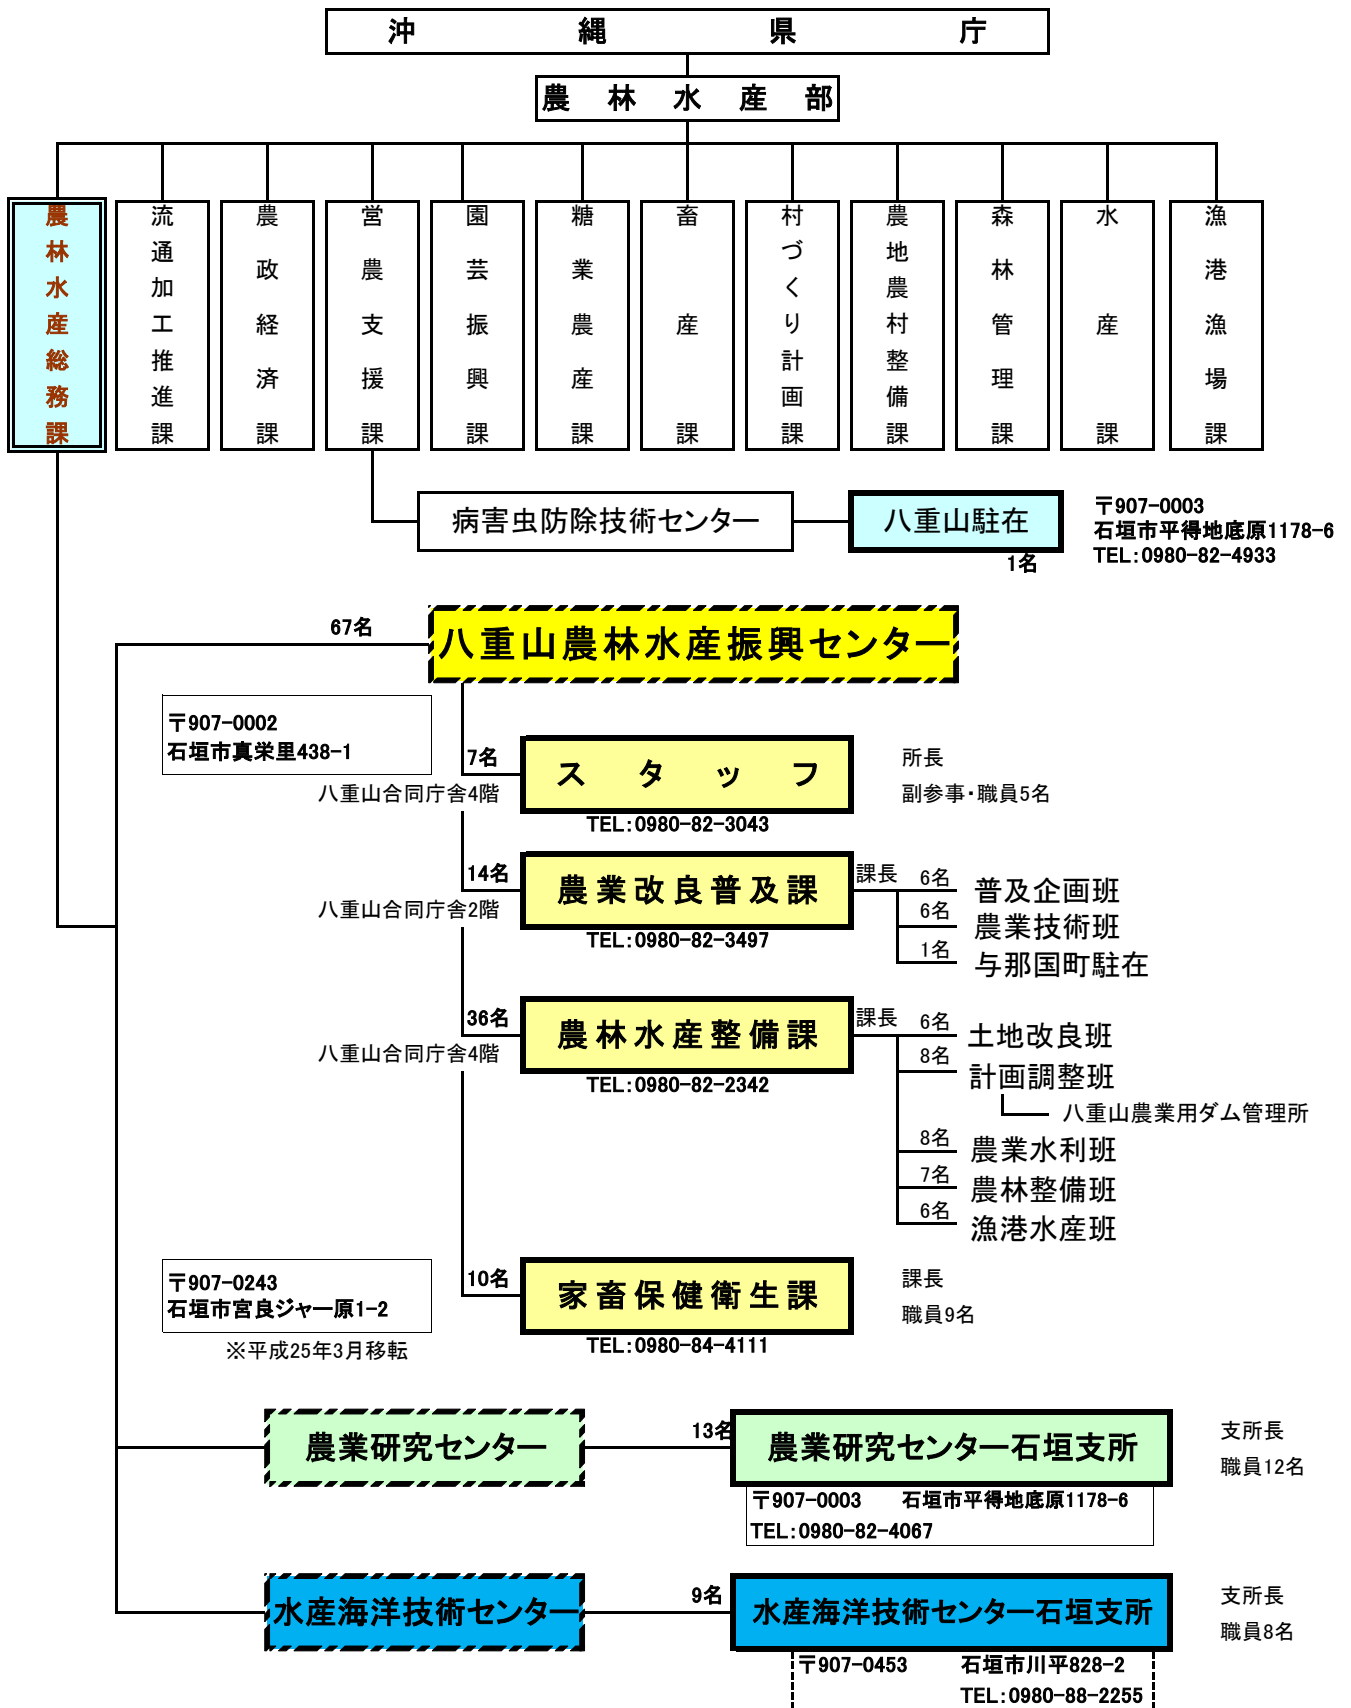 沖縄県庁
農林水産部
農林水産総務課
流通加工推進課
農政経済課
営農支援課
園芸振興課
糖業農産課
畜産課
村づくり計画課
農地農村整備課
森林管理課
水産課
漁港漁場課
病害虫防除技術センター
八重山駐在
1名
〒907-0003
石垣市平得地底原1178-6
TEL:0980-82-4933
67名
八重山農林水産振興センター
〒907-0002
石垣市真栄里438-1
7名
スタッフ
所長
副参事・職員5名
八重山合同庁舎4階
TEL:0980-82-3043
14名
農業改良普及課
課長
6名
普及企画班
八重山合同庁舎2階
6名
農業技術班
TEL:0980-82-3497
1名
与那国町駐在
36名
農林水産整備課
課長
6名
土地改良班
八重山合同庁舎4階
8名
計画調整班
TEL:0980-82-2342
八重山農業用ダム管理所
8名
農業水利班
7名
農林整備班
6名
漁港水産班
〒907-0243
石垣市宮良ジャー原1-2
※平成25年3月移転
10名
家畜保健衛生課
課長
職員9名
TEL:0980-84-4111
農業研究センター
13名
農業研究センター石垣支所
支所長
職員12名
〒907-0003 石垣市平得地底原1178-6
TEL:0980-82-4067
水産海洋技術センター
9名
水産海洋技術センター石垣支所
支所長
職員8名
〒907-0453 石垣市川平828-2
TEL:0980-88-2255